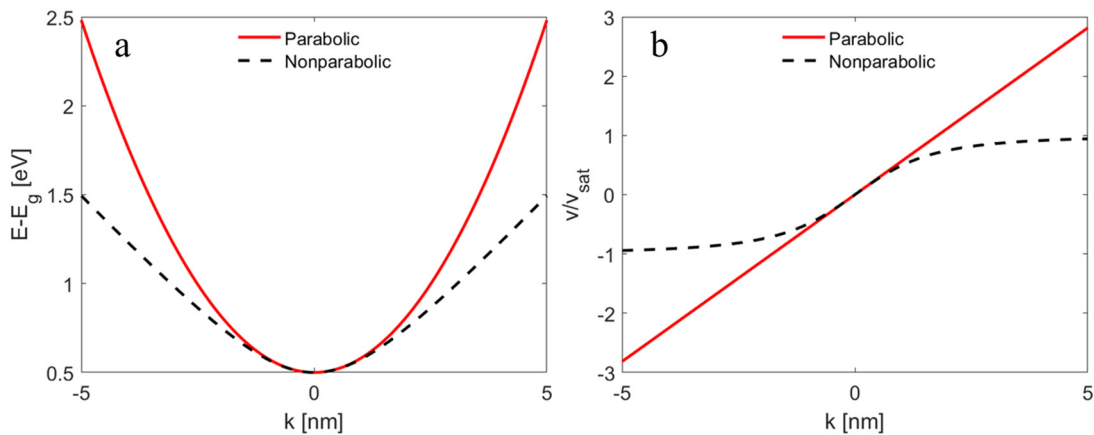 a
Parabolic
Nonparabolic
2.5
2
1.5
1
0.5
E-E_g [eV]
-5
0
5
k [nm]
b
Parabolic
Nonparabolic
3
2
1
0
-1
-2
-3
v/v_sat
-5
0
5
k [nm]